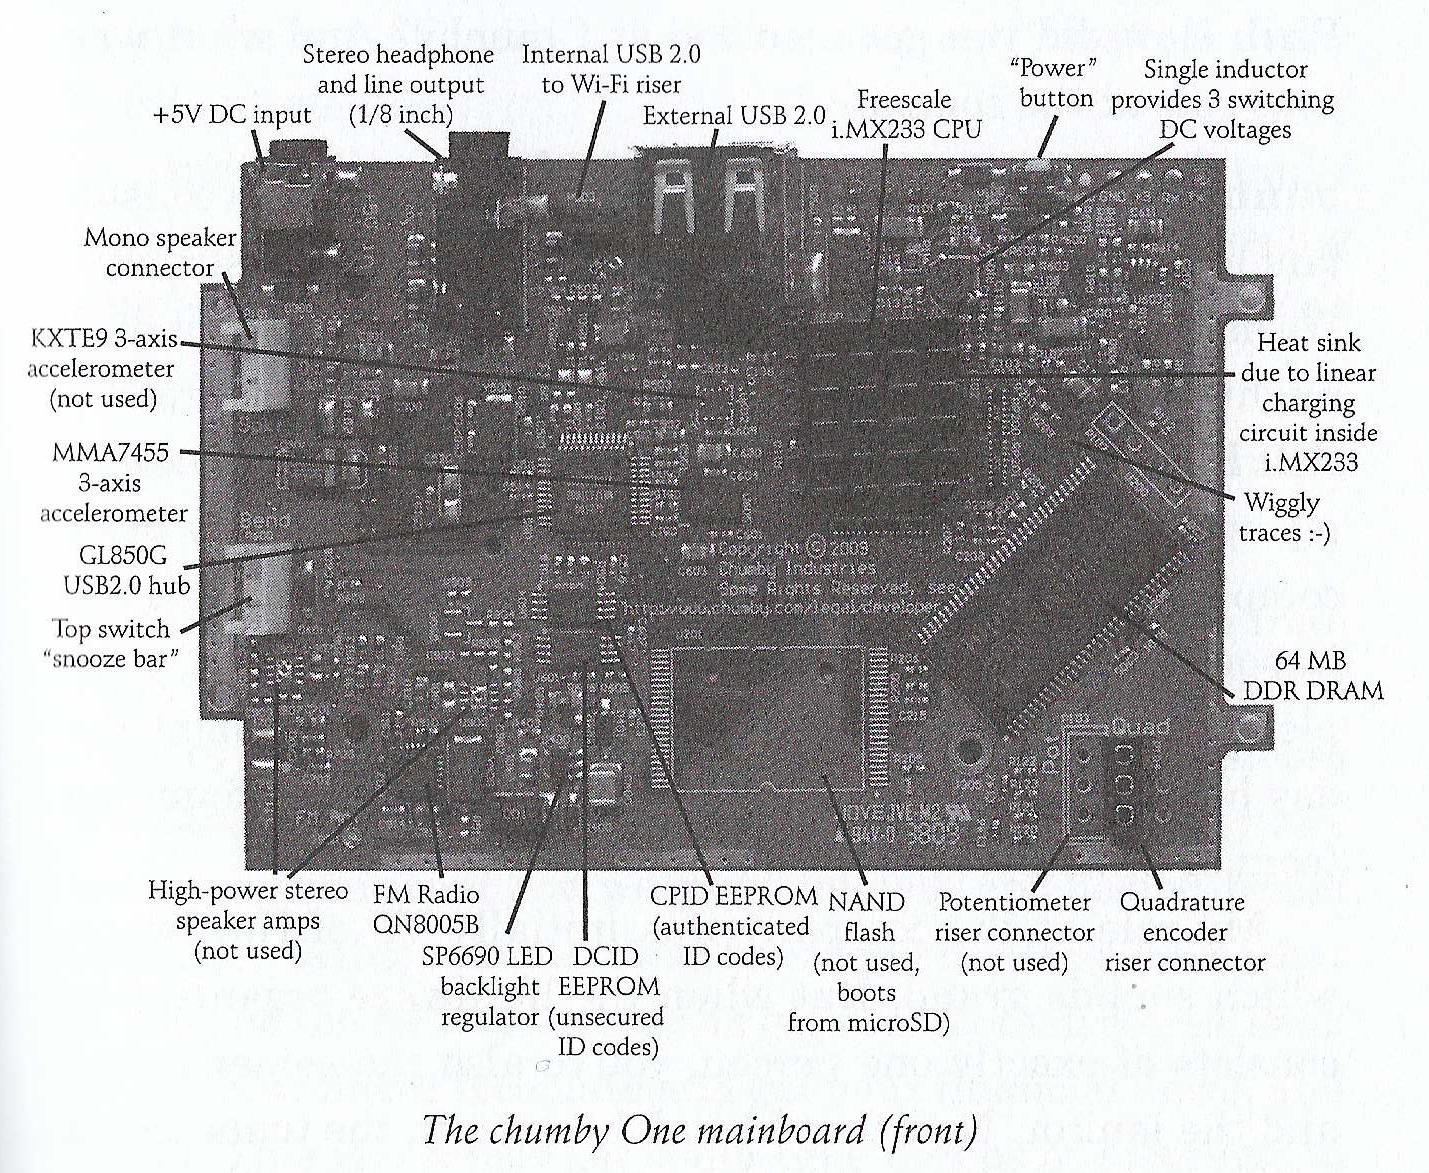 Stereo headphone
and line output
(1/8 inch)
Internal USB 2.0
to Wi-Fi riser
"Power"
button
Single inductor
provides 3 switching
DC voltages
+5V DC input
External USB 2.0
Freescale
i.MX233 CPU
Mono speaker
connector
KXTE9 3-axis
accelerometer
(not used)
Heat sink
due to linear
charging
circuit inside
i.MX233
MMA7455
3-axis
accelerometer
Wiggly
traces :-)
Bend
GL850G
USB2.0 hub
Copyright © 2009
Chumby Industries
Some Rights Reserved, see
http://www.chumby.com/legal/developer
Top switch
"snooze bar"
64 MB
DDR DRAM
Quad
Pot
High-power stereo
speaker amps
(not used)
FM Radio
QN8005B
SP6690 LED
backlight
regulator
DCID
EEPROM
(unsecured
ID codes)
CPID EEPROM
(authenticated
ID codes)
NAND
flash
(not used,
boots
from microSD)
Potentiometer
riser connector
(not used)
Quadrature
encoder
riser connector
The chumby One mainboard (front)